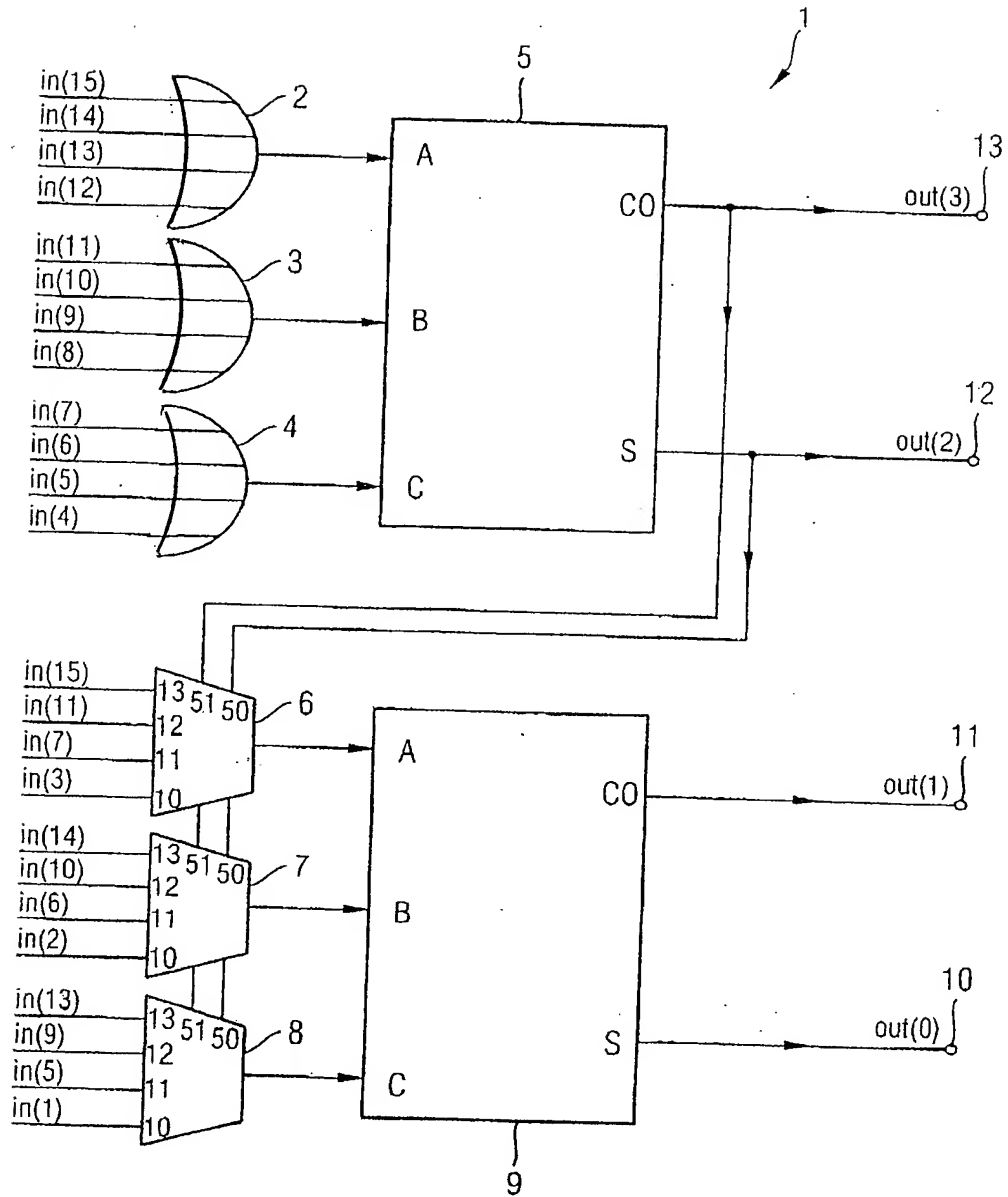 1
5
in(15)
in(14)
in(13)
in(12)
2
A
CO
out(3)
13
in(11)
in(10)
in(9)
in(8)
3
B
in(7)
in(6)
in(5)
in(4)
4
C
S
out(2)
12
in(15)
in(11)
in(7)
in(3)
13
12
11
10
51
50
6
A
CO
out(1)
11
in(14)
in(10)
in(6)
in(2)
13
12
11
10
51
50
7
B
in(13)
in(9)
in(5)
in(1)
13
12
11
10
51
50
8
C
S
out(0)
10
9